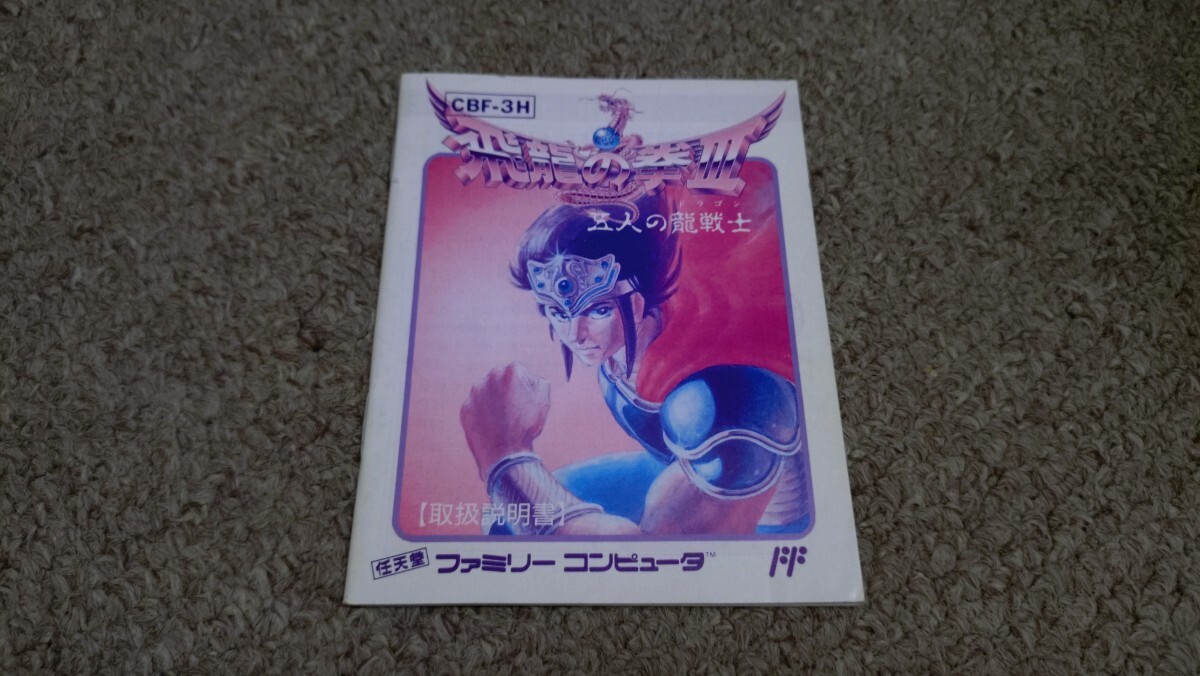 CBF-3H
飛龍の拳III
ドラゴン
五人の龍戦士
【取扱説明書】
任天堂 ファミリー コンピュータ™